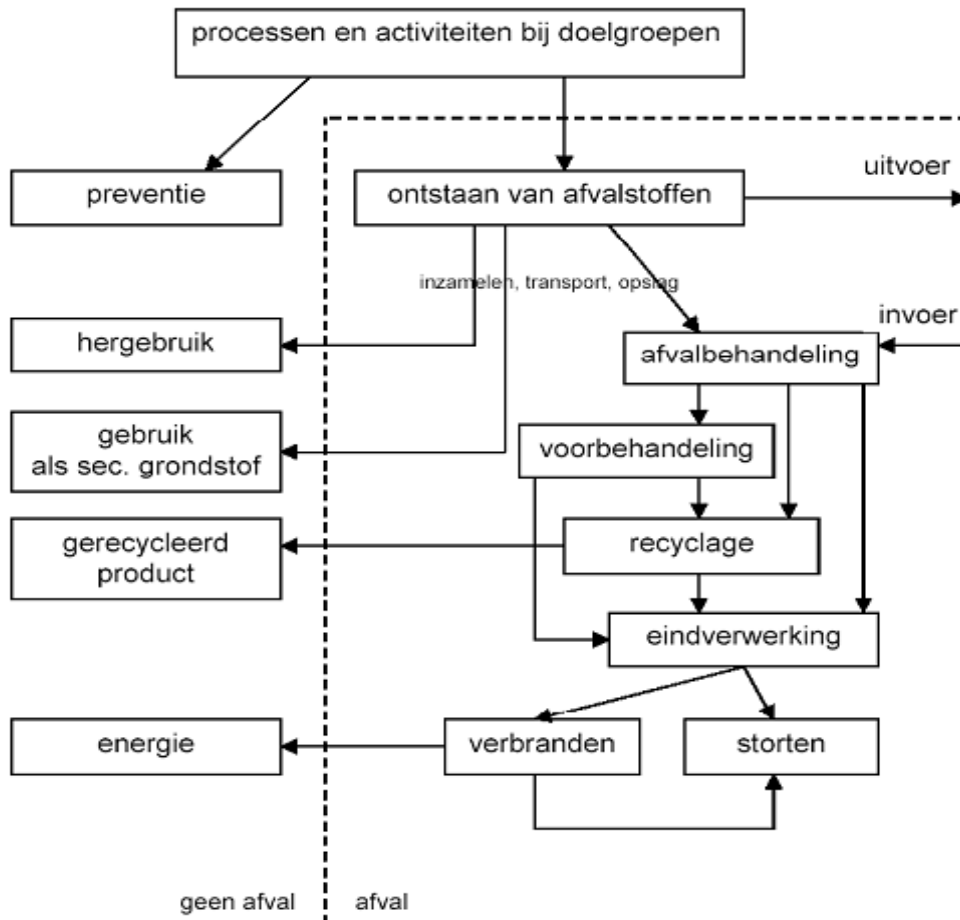 processen en activiteiten bij doelgroepen
uitvoer
preventie
ontstaan van afvalstoffen
inzamelen, transport, opslag
invoer
hergebruik
afvalbehandeling
gebruik
als sec. grondstof
voorbehandeling
gerecycleerd
product
recyclage
eindverwerking
energie
verbranden
storten
geen afval
afval